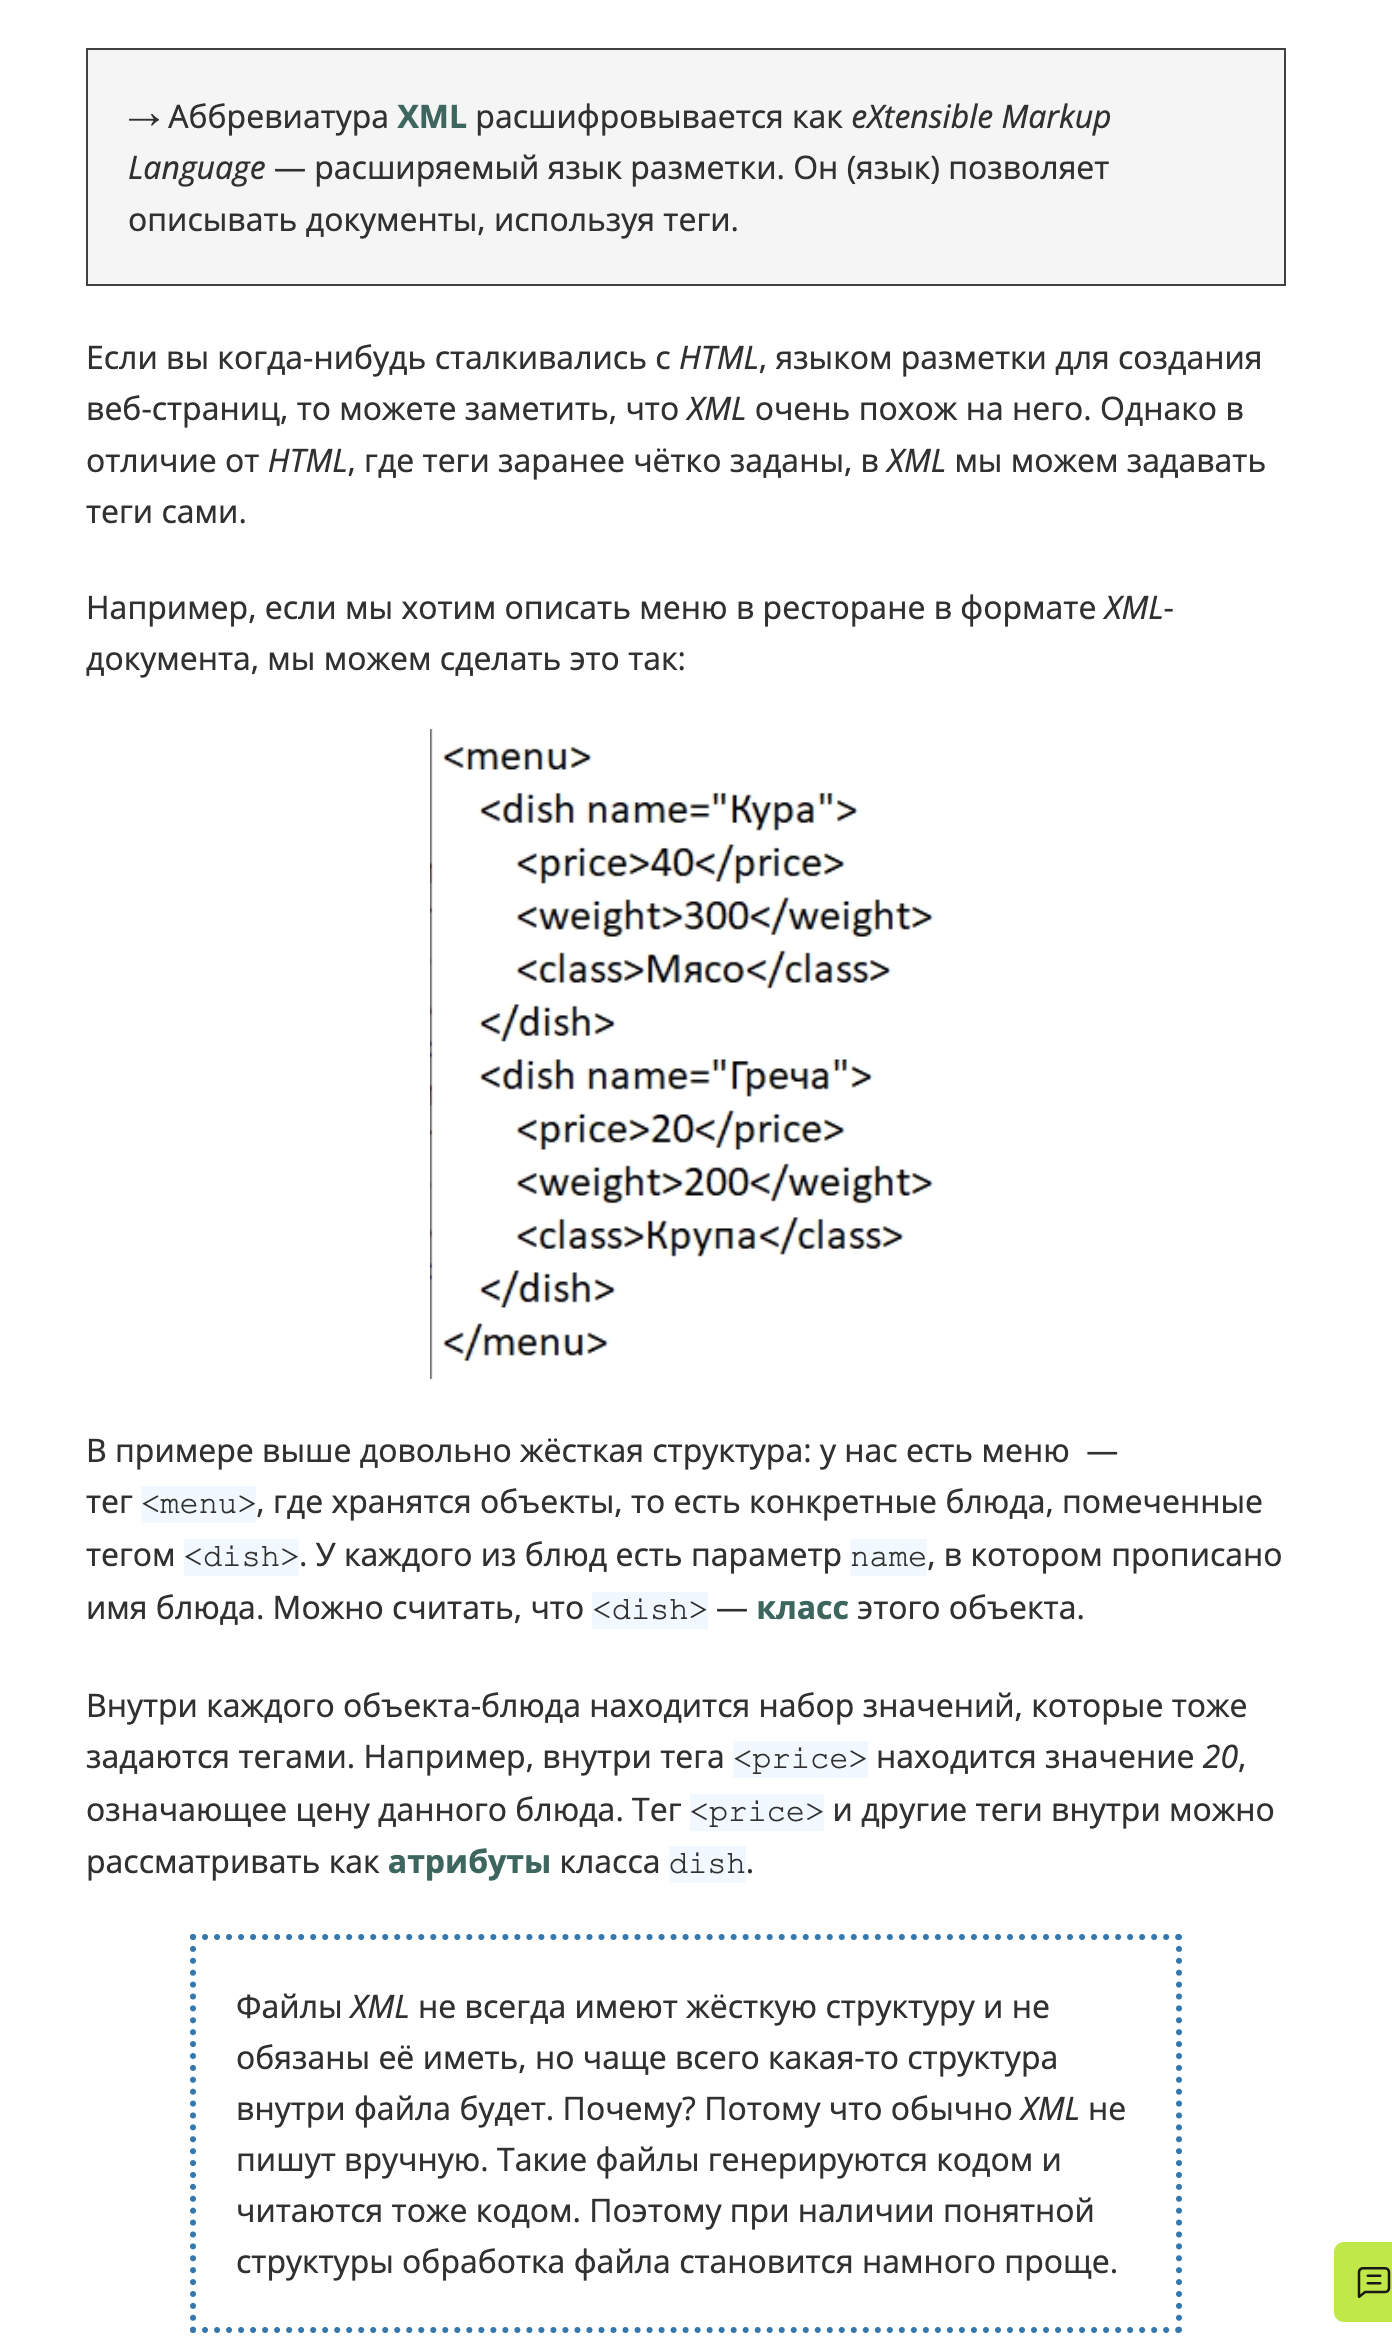 → Аббревиатура XML расшифровывается как eXtensible Markup
Language — расширяемый язык разметки. Он (язык) позволяет
описывать документы, используя теги.
Если вы когда-нибудь сталкивались с HTML, языком разметки для создания
веб-страниц, то можете заметить, что XML очень похож на него. Однако в
отличие от HTML, где теги заранее чётко заданы, в XML мы можем задавать
теги сами.
Например, если мы хотим описать меню в ресторане в формате XML-
документа, мы можем сделать это так:
<menu>
<dish name="Кура">
<price>40</price>
<weight>300</weight>
<class>Мясо</class>
</dish>
<dish name="Греча">
<price>20</price>
<weight>200</weight>
<class>Крупа</class>
</dish>
</menu>
В примере выше довольно жёсткая структура: у нас есть меню —
тег <menu>, где хранятся объекты, то есть конкретные блюда, помеченные
тегом <dish>. У каждого из блюд есть параметр name, в котором прописано
имя блюда. Можно считать, что <dish> — класс этого объекта.
Внутри каждого объекта-блюда находится набор значений, которые тоже
задаются тегами. Например, внутри тега <price> находится значение 20,
означающее цену данного блюда. Тег <price> и другие теги внутри можно
рассматривать как атрибуты класса dish.
Файлы XML не всегда имеют жёсткую структуру и не
обязаны её иметь, но чаще всего какая-то структура
внутри файла будет. Почему? Потому что обычно XML не
пишут вручную. Такие файлы генерируются кодом и
читаются тоже кодом. Поэтому при наличии понятной
структуры обработка файла становится намного проще.